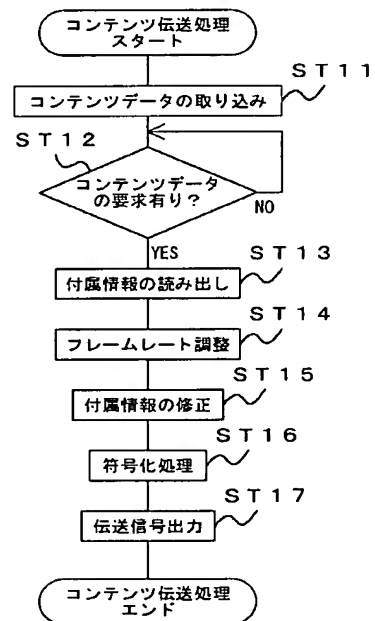 コンテンツ伝送処理
スタート
ST11
コンテンツデータの取り込み
ST12
コンテンツデータ
の要求有り?
NO
YES
ST13
付属情報の読み出し
ST14
フレームレート調整
ST15
付属情報の修正
ST16
符号化処理
ST17
伝送信号出力
コンテンツ伝送処理
エンド